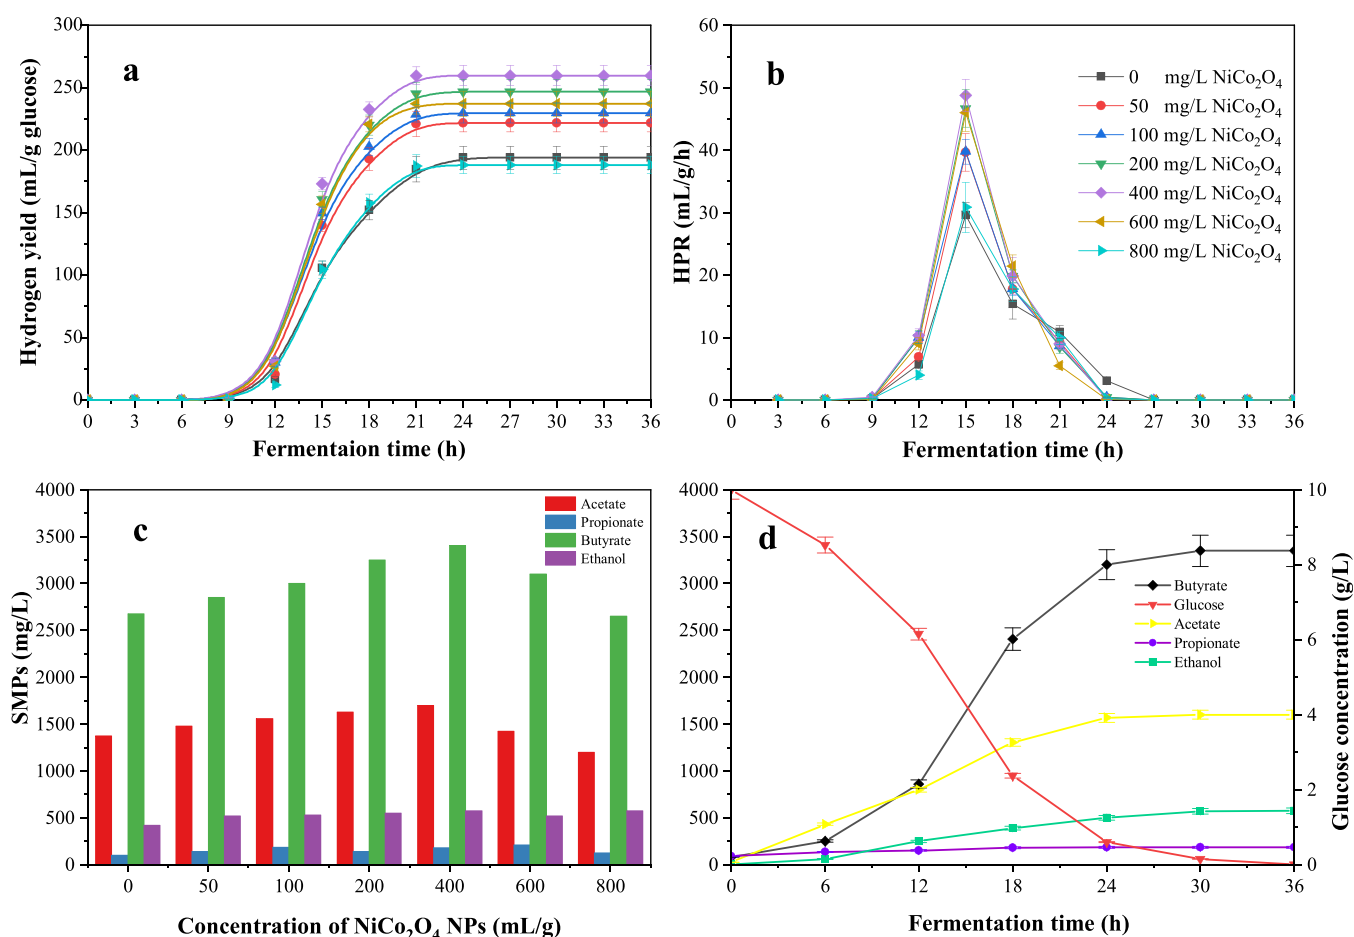 a
Hydrogen yield (mL/g glucose)
300
250
200
150
100
50
0
0 3 6 9 12 15 18 21 24 27 30 33 36
Fermentaion time (h)
b
HPR (mL/g/h)
60
50
40
30
20
10
0
0 3 6 9 12 15 18 21 24 27 30 33 36
Fermentation time (h)
0 mg/L NiCo₂O₄
50 mg/L NiCo₂O₄
100 mg/L NiCo₂O₄
200 mg/L NiCo₂O₄
400 mg/L NiCo₂O₄
600 mg/L NiCo₂O₄
800 mg/L NiCo₂O₄
c
SMPs (mg/L)
4000
3500
3000
2500
2000
1500
1000
500
0
0 50 100 200 400 600 800
Concentration of NiCo₂O₄ NPs (mL/g)
Acetate
Propionate
Butyrate
Ethanol
d
4000
3500
3000
2500
2000
1500
1000
500
0
0 6 12 18 24 30 36
Fermentation time (h)
Butyrate
Glucose
Acetate
Propionate
Ethanol
10
8
6
4
2
0
Glucose concentration (g/L)